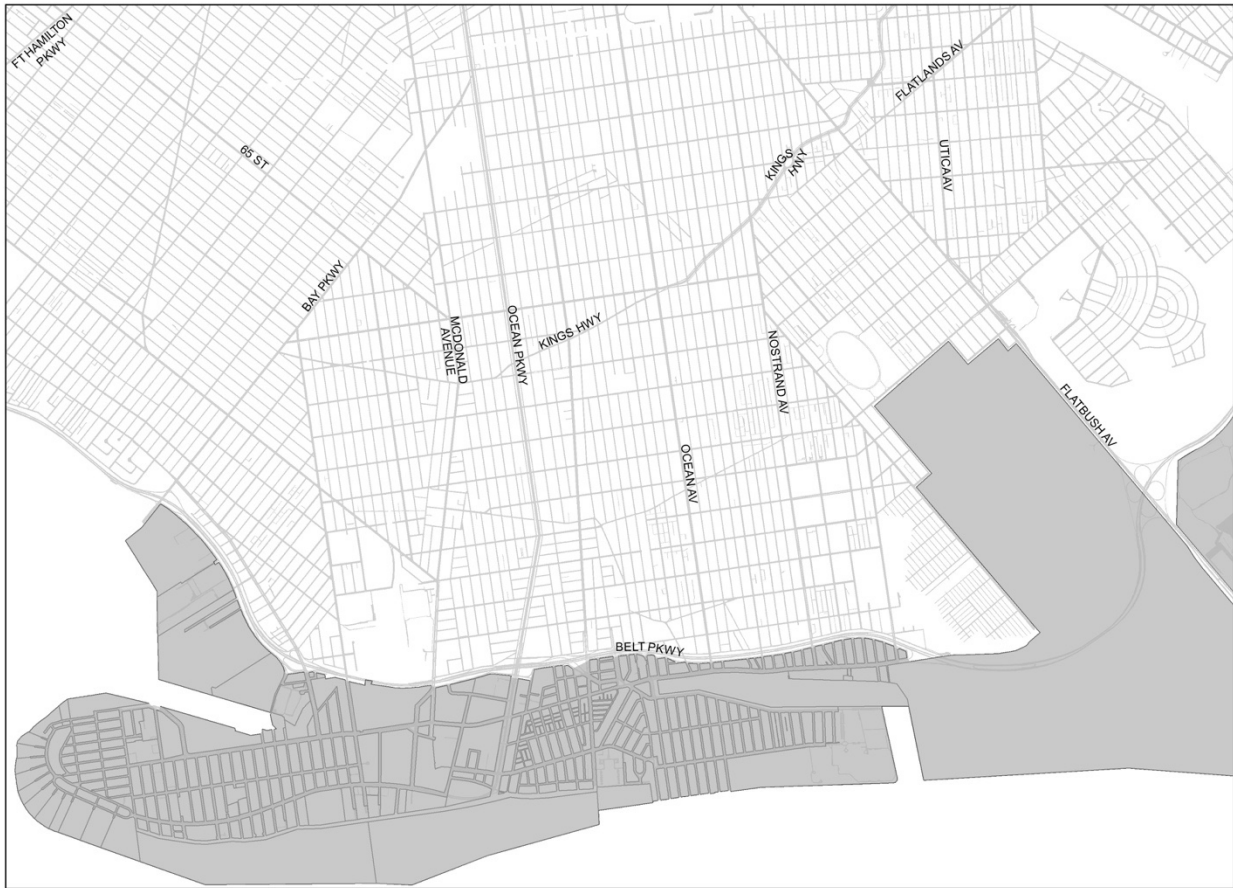 FT HAMILTON
PKWY
FLATLANDS AV
65 ST
UTICA AV
KINGS
HWY
BAY PKWY
MCDONALD
AVENUE
OCEAN PKWY
KINGS HWY
NOSTRAND AV
FLATBUSH AV
OCEAN AV
BELT PKWY